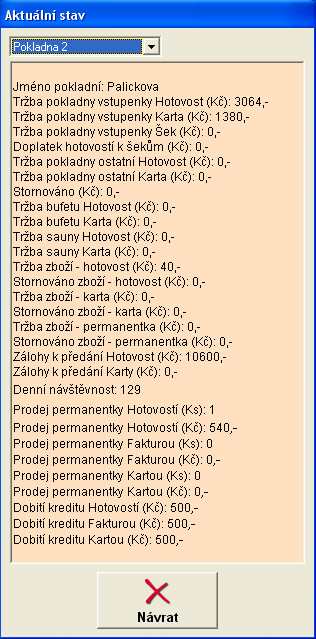 Aktuální stav
Pokladna 2
Jméno pokladní: Palickova
Tržba pokladny vstupenky Hotovost (Kč): 3064,-
Tržba pokladny vstupenky Karta (Kč): 1380,-
Tržba pokladny vstupenky Šek (Kč): 0,-
Doplatek hotovostí k šekům (Kč): 0,-
Tržba pokladny ostatní Hotovost (Kč): 0,-
Tržba pokladny ostatní Karta (Kč): 0,-
Stornováno (Kč): 0,-
Tržba bufetu Hotovost (Kč): 0,-
Tržba bufetu Karta (Kč): 0,-
Tržba sauny Hotovost (Kč): 0,-
Tržba sauny Karta (Kč): 0,-
Tržba zboží - hotovost (Kč): 40,-
Stornováno zboží - hotovost (Kč): 0,-
Tržba zboží - karta (Kč): 0,-
Stornováno zboží - karta (Kč): 0,-
Tržba zboží - permanentka (Kč): 0,-
Stornováno zboží - permanentka (Kč): 0,-
Zálohy k předání Hotovost (Kč): 10600,-
Zálohy k předání Karty (Kč): 0,-
Denní návštěvnost: 129
Prodej permanentky Hotovostí (Ks): 1
Prodej permanentky Hotovostí (Kč): 540,-
Prodej permanentky Fakturou (Ks): 0
Prodej permanentky Fakturou (Kč): 0,-
Prodej permanentky Kartou (Ks): 0
Prodej permanentky Kartou (Kč): 0,-
Dobití kreditu Hotovostí (Kč): 500,-
Dobití kreditu Fakturou (Kč): 500,-
Dobití kreditu Kartou (Kč): 500,-
Návrat